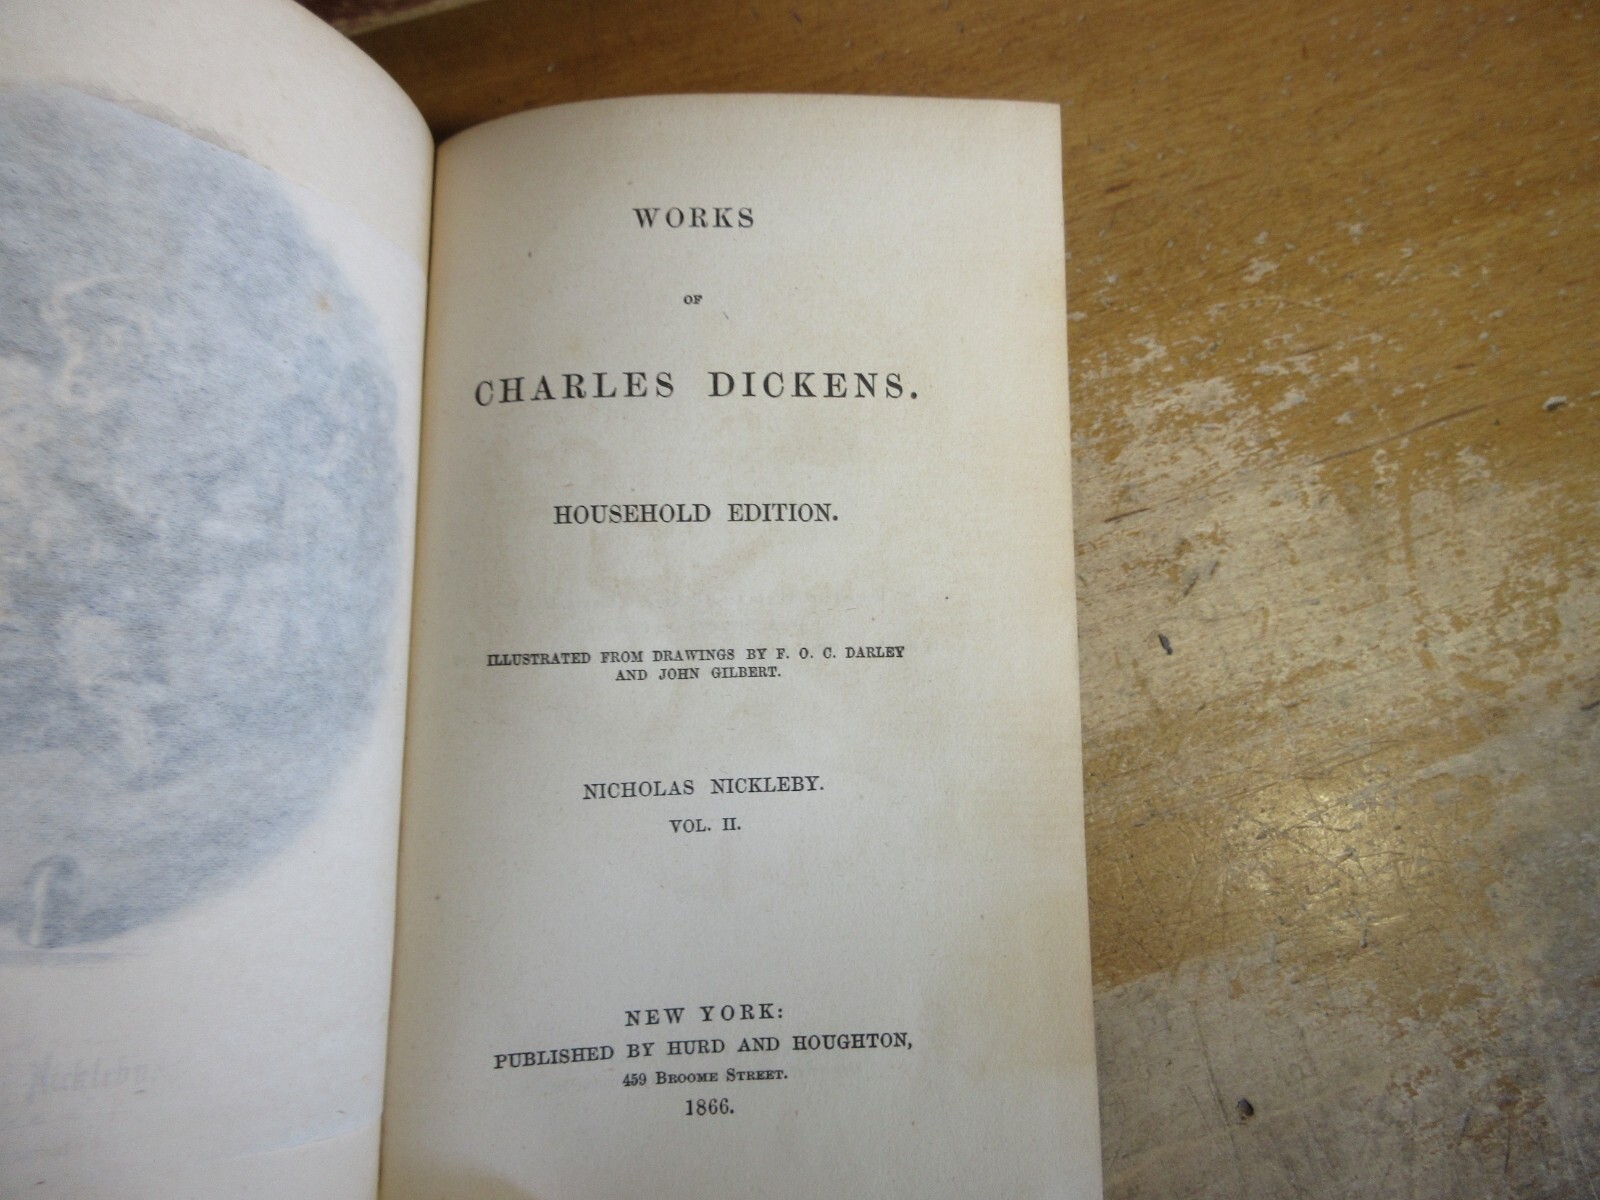 Nickleby
WORKS
OF
CHARLES DICKENS.
HOUSEHOLD EDITION.
ILLUSTRATED FROM DRAWINGS BY F. O. C. DARLEY
AND JOHN GILBERT.
NICHOLAS NICKLEBY.
VOL. II.
NEW YORK:
PUBLISHED BY HURD AND HOUGHTON,
459 BROOME STREET.
1866.